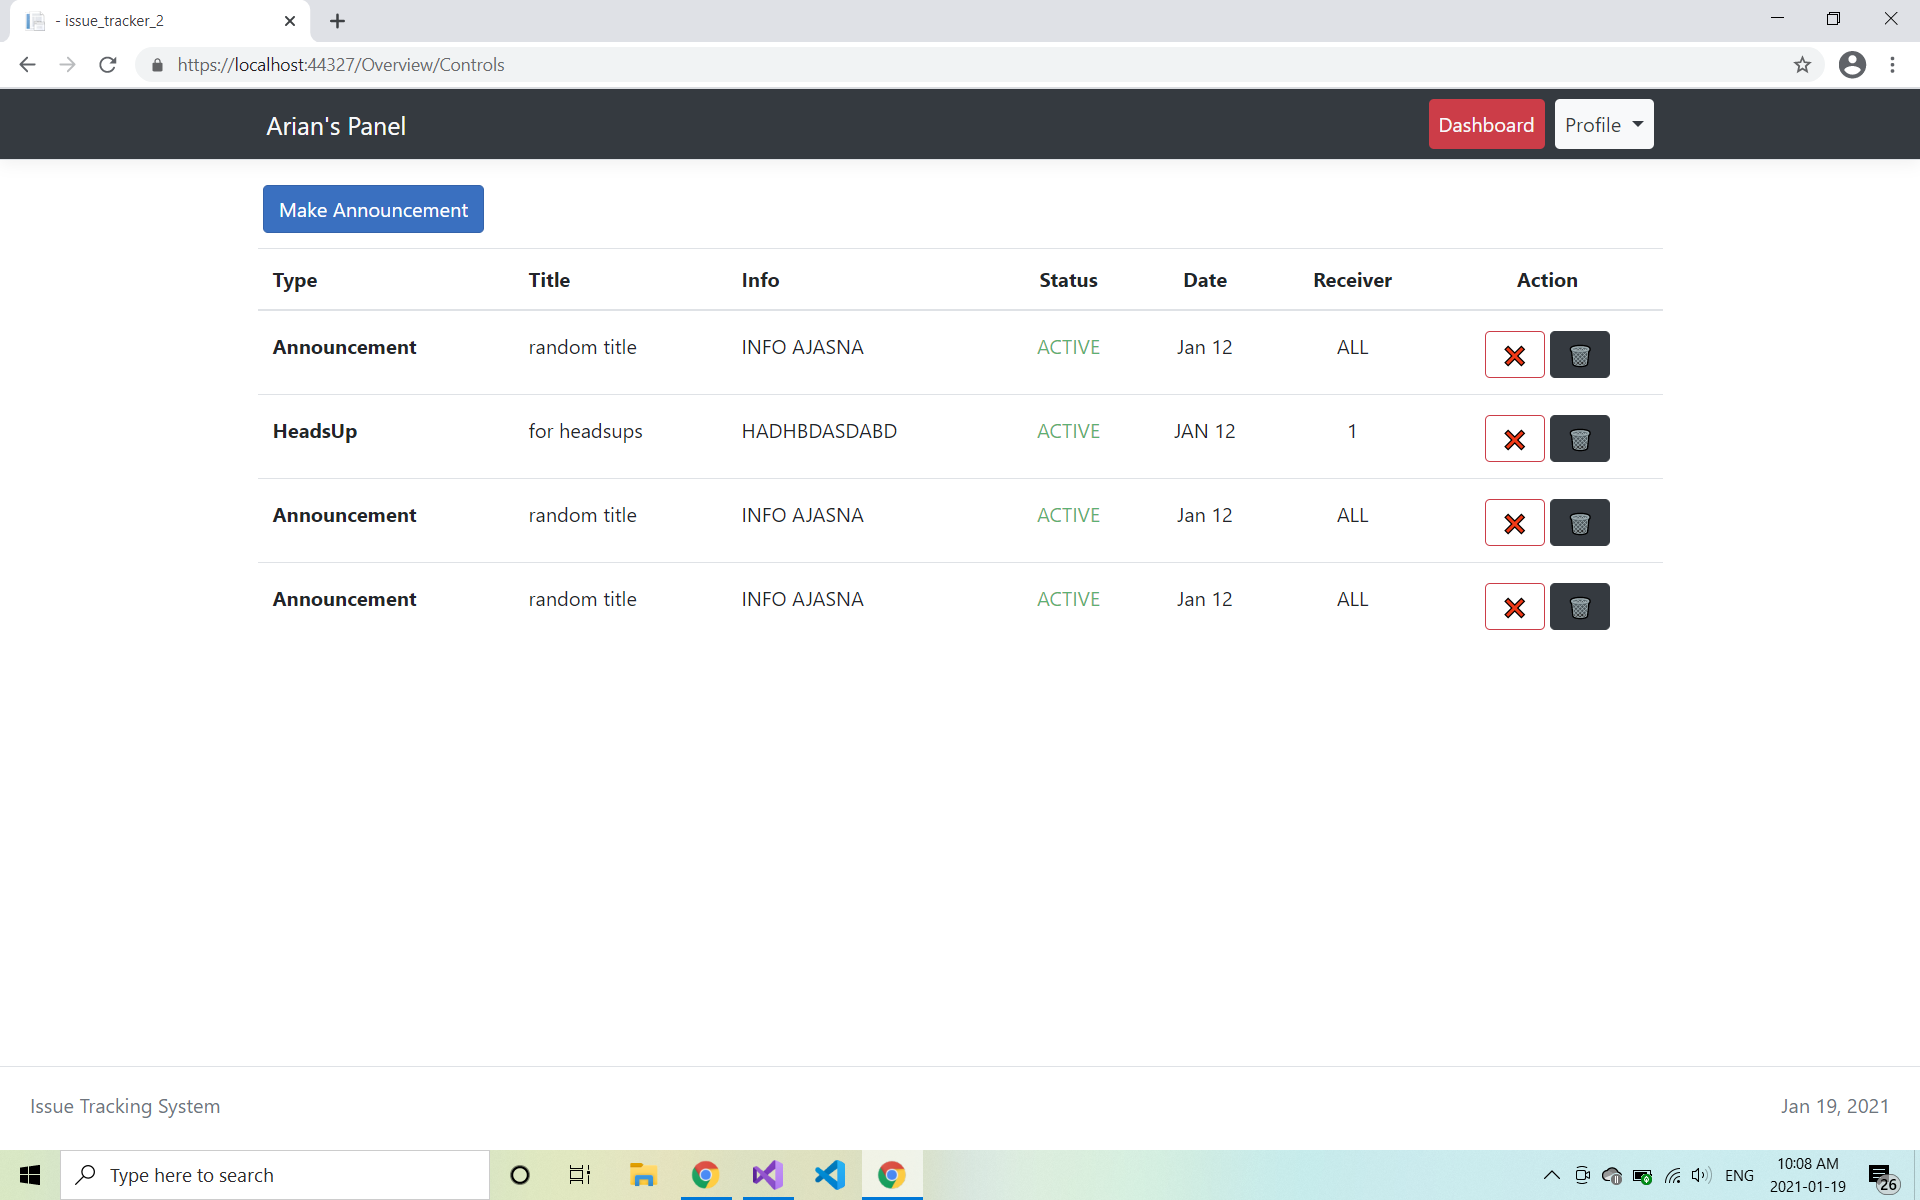 - issue_tracker_2
https://localhost:44327/Overview/Controls
Arian's Panel Dashboard Profile
Make Announcement
Type Title Info Status Date Receiver Action
Announcement random title INFO AJASNA ACTIVE Jan 12 ALL
HeadsUp for headsups HADHBDASDABD ACTIVE JAN 12 1
Announcement random title INFO AJASNA ACTIVE Jan 12 ALL
Announcement random title INFO AJASNA ACTIVE Jan 12 ALL
Issue Tracking System Jan 19, 2021
Type here to search ENG 10:08 AM
2021-01-19 26